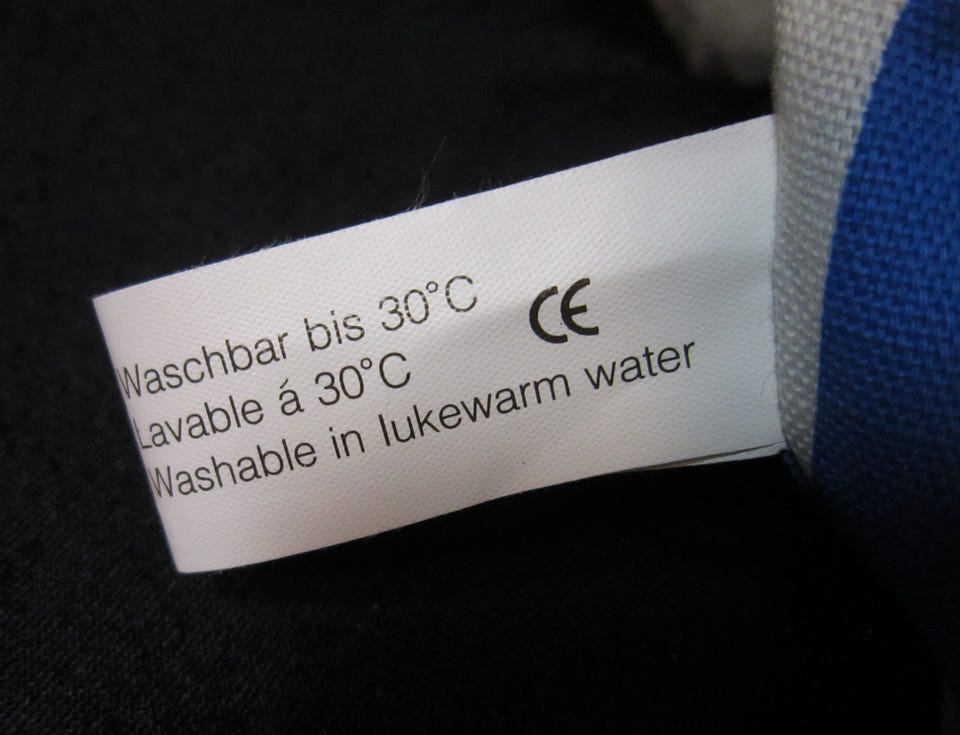 Waschbar bis 30°C
CE
Lavable á 30°C
Washable in lukewarm water